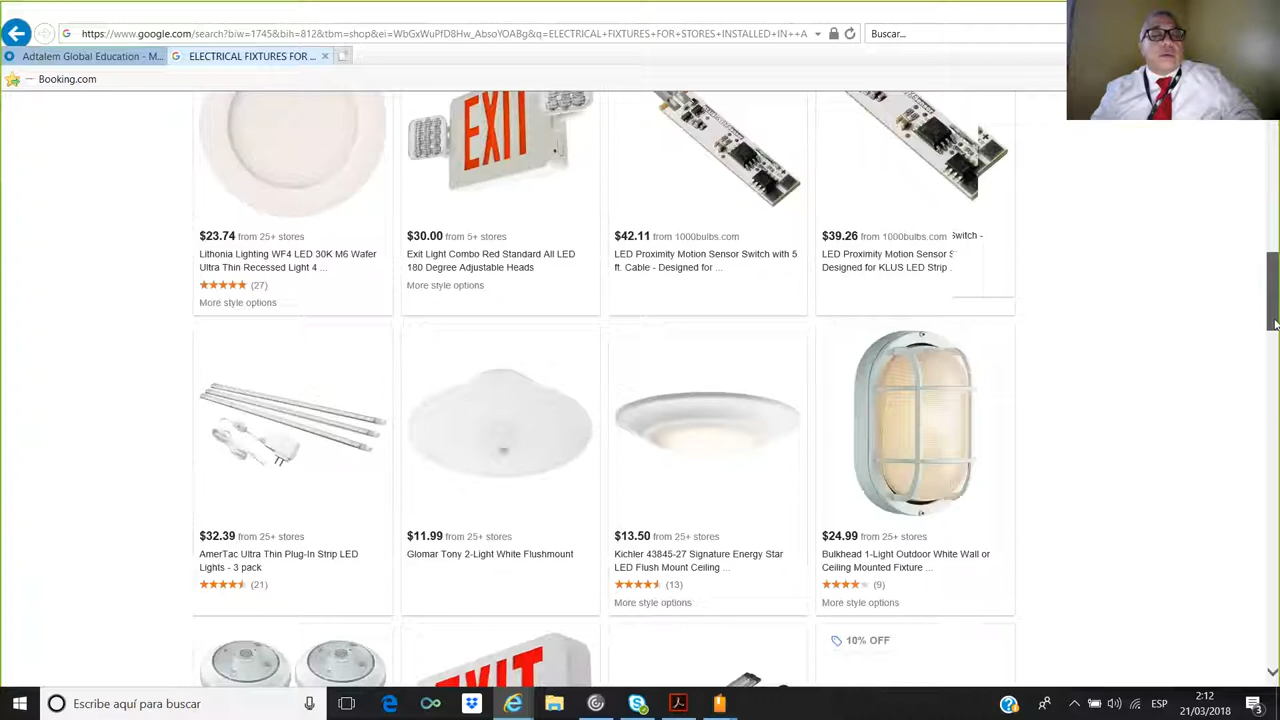 https://www.google.com/search?biw=1745&bih=812&tbm=shop&ei=WbGxWuPfD8Hw_AbsoYOABg&q=ELECTRICAL+FIXTURES+FOR+STORES+INSTALLED+IN++A
Buscar...
Adtalem Global Education - M...
ELECTRICAL FIXTURES FOR ...
Booking.com
EXIT
$23.74 from 25+ stores
Lithonia Lighting WF4 LED 30K M6 Wafer
Ultra Thin Recessed Light 4 ...
(27)
More style options
$30.00 from 5+ stores
Exit Light Combo Red Standard All LED
180 Degree Adjustable Heads
More style options
$42.11 from 1000bulbs.com
LED Proximity Motion Sensor Switch with 5
ft. Cable - Designed for ...
$39.26 from 1000bulbs.com
Switch -
LED Proximity Motion Sensor S
Designed for KLUS LED Strip .
$32.39 from 25+ stores
AmerTac Ultra Thin Plug-In Strip LED
Lights - 3 pack
(21)
$11.99 from 25+ stores
Glomar Tony 2-Light White Flushmount
$13.50 from 25+ stores
Kichler 43845-27 Signature Energy Star
LED Flush Mount Ceiling ...
(13)
More style options
$24.99 from 25+ stores
Bulkhead 1-Light Outdoor White Wall or
Ceiling Mounted Fixture ...
(9)
More style options
EXIT
10% OFF
Escribe aquí para buscar
ESP
2:12
21/03/2018
3